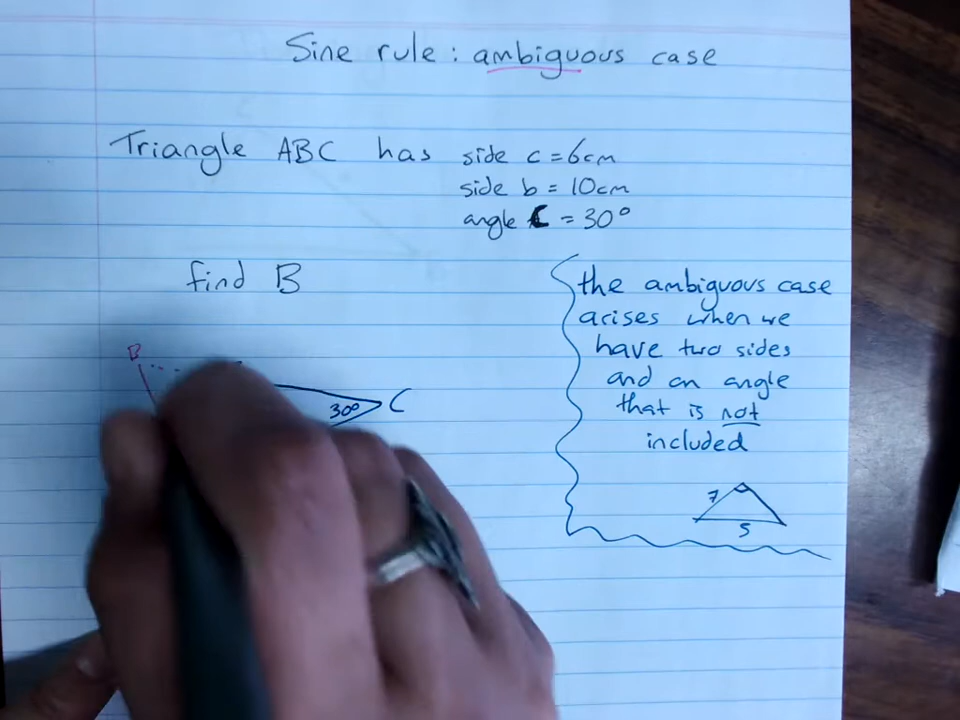 Sine rule: ambiguous case
Triangle ABC has side c = 6cm
side b = 10cm
angle C = 30°
find B
the ambiguous case
arises when we
have two sides
and an angle
that is not
included
B
30° C
7
5